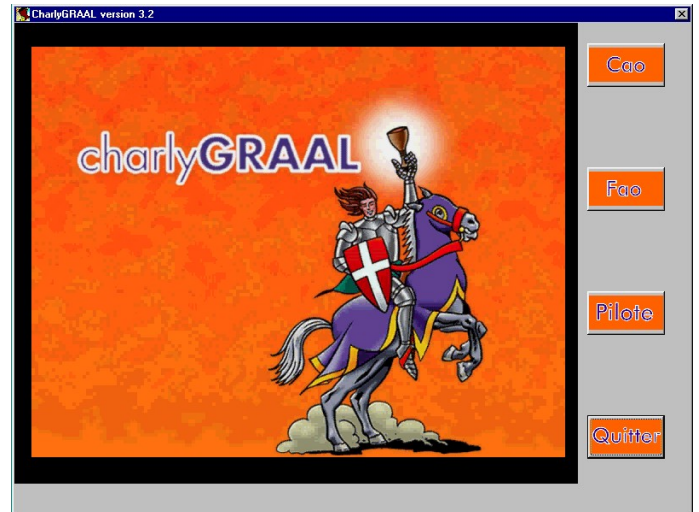 CharlyGRAAL version 3.2
charlyGRAAL
Cao
Fao
Pilote
Quitter